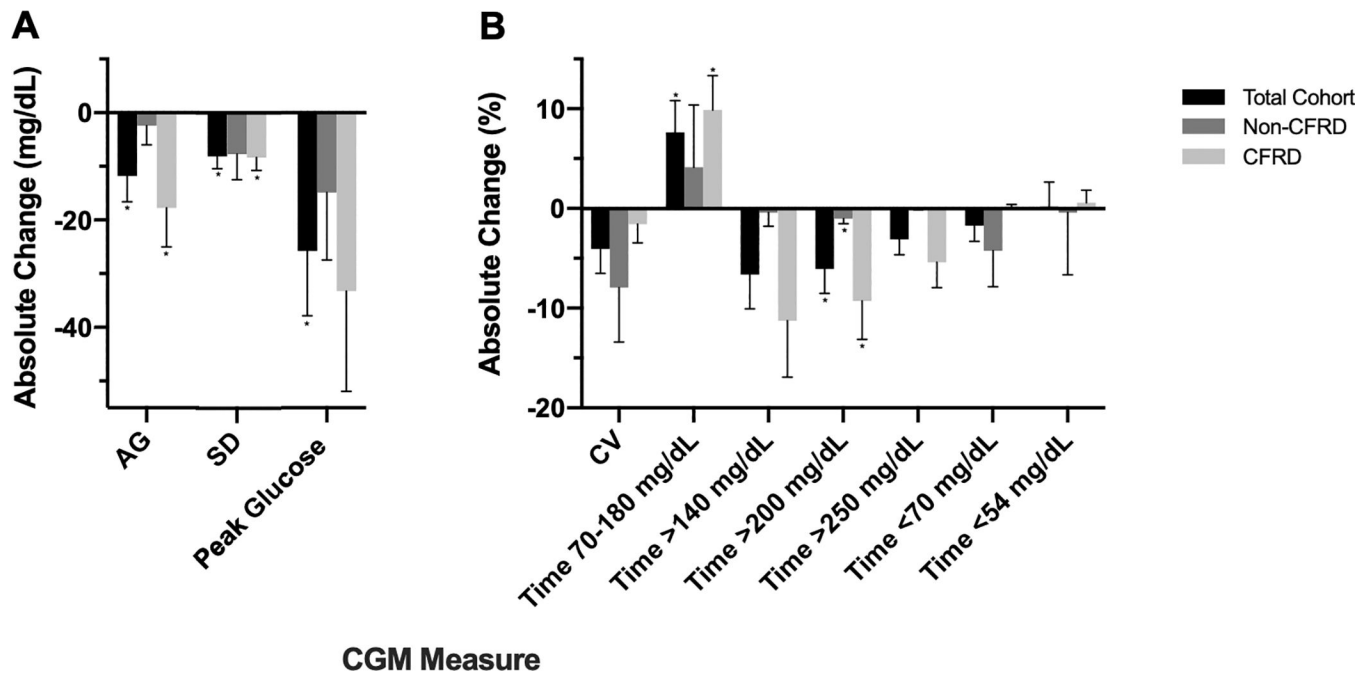 A
Absolute Change (mg/dL)
0
-20
-40
*
*
*
*
*
AG
SD
Peak Glucose
B
Absolute Change (%)
10
0
-10
-20
*
*
*
*
*
CV
Time 70-180 mg/dL
Time >140 mg/dL
Time >200 mg/dL
Time >250 mg/dL
Time <70 mg/dL
Time <54 mg/dL
Total Cohort
Non-CFRD
CFRD
CGM Measure